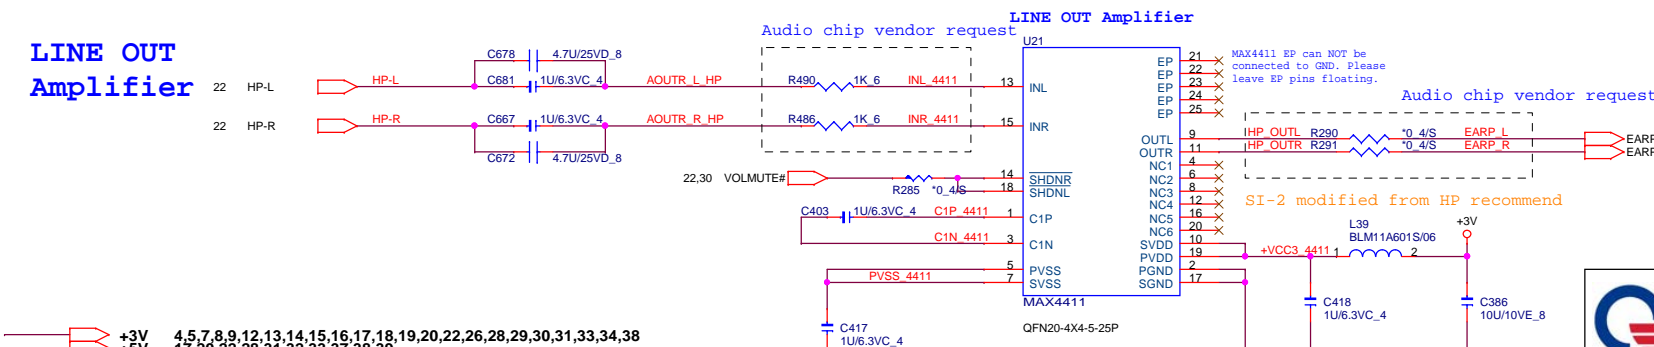 LINE OUT Amplifier
LINE OUT
Amplifier
Audio chip vendor request
U21
C678 4.7U/25VD_8
22 HP-L HP-L C681 1U/6.3VC_4 AOUTR_L_HP R490 1K_6 INL_4411 13 INL
22 HP-R HP-R C667 1U/6.3VC_4 AOUTR_R_HP R486 1K_6 INR_4411 15 INR
C672 4.7U/25VD_8
EP 21
EP 22
EP 23
EP 24
EP 25
MAX4411 EP can NOT be
connected to GND. Please
leave EP pins floating.
Audio chip vendor request
OUTL 9 HP_OUTL R290 *0_4/S EARP_L
OUTR 11 HP_OUTR R291 *0_4/S EARP_R
NC1 4
NC2 6
NC3 8
NC4 12
NC5 16
NC6 20
22,30 VOLMUTE# R285 *0_4/S 14 SHDNR
18 SHDNL
C403 1U/6.3VC_4 C1P_4411 1 C1P
C1N_4411 3 C1N
SI-2 modified from HP recommend
SVDD 10
PVDD 19
PGND 2
SGND 17
+VCC3_4411 1 L39 2 +3V
BLM11A601S/06
PVSS_4411 5 PVSS
7 SVSS
MAX4411
QFN20-4X4-5-25P
C418
1U/6.3VC_4
C386
10U/10VE_8
C417
1U/6.3VC_4
+3V 4,5,7,8,9,12,13,14,15,16,17,18,19,20,22,26,28,29,30,31,33,34,38